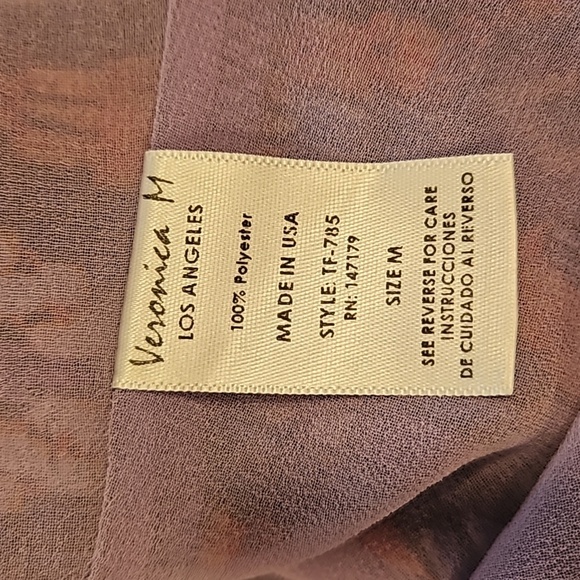 Veronica M
LOS ANGELES
100% Polyester
MADE IN USA
STYLE: TF-785
RN: 147179
SIZE M
SEE REVERSE FOR CARE
INSTRUCCIONES
DE CUIDADO AL REVERSO